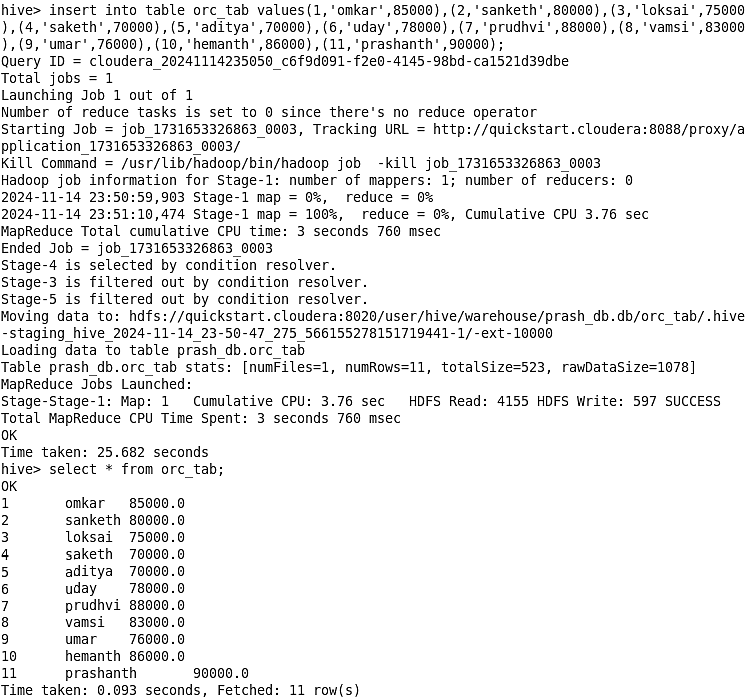 hive> insert into table orc_tab values(1,'omkar',85000),(2,'sanketh',80000),(3,'loksai',75000
),(4,'saketh',70000),(5,'aditya',70000),(6,'uday',78000),(7,'prudhvi',88000),(8,'vamsi',83000
),(9,'umar',76000),(10,'hemanth',86000),(11,'prashanth',90000);
Query ID = cloudera_20241114235050_c6f9d091-f2e0-4145-98bd-ca1521d39dbe
Total jobs = 1
Launching Job 1 out of 1
Number of reduce tasks is set to 0 since there's no reduce operator
Starting Job = job_1731653326863_0003, Tracking URL = http://quickstart.cloudera:8088/proxy/a
pplication_1731653326863_0003/
Kill Command = /usr/lib/hadoop/bin/hadoop job  -kill job_1731653326863_0003
Hadoop job information for Stage-1: number of mappers: 1; number of reducers: 0
2024-11-14 23:50:59,903 Stage-1 map = 0%,  reduce = 0%
2024-11-14 23:51:10,474 Stage-1 map = 100%,  reduce = 0%, Cumulative CPU 3.76 sec
MapReduce Total cumulative CPU time: 3 seconds 760 msec
Ended Job = job_1731653326863_0003
Stage-4 is selected by condition resolver.
Stage-3 is filtered out by condition resolver.
Stage-5 is filtered out by condition resolver.
Moving data to: hdfs://quickstart.cloudera:8020/user/hive/warehouse/prash_db.db/orc_tab/.hive
-staging_hive_2024-11-14_23-50-47_275_566155278151719441-1/-ext-10000
Loading data to table prash_db.orc_tab
Table prash_db.orc_tab stats: [numFiles=1, numRows=11, totalSize=523, rawDataSize=1078]
MapReduce Jobs Launched:
Stage-Stage-1: Map: 1   Cumulative CPU: 3.76 sec   HDFS Read: 4155 HDFS Write: 597 SUCCESS
Total MapReduce CPU Time Spent: 3 seconds 760 msec
OK
Time taken: 25.682 seconds
hive> select * from orc_tab;
OK
1	omkar	85000.0
2	sanketh	80000.0
3	loksai	75000.0
4	saketh	70000.0
5	aditya	70000.0
6	uday	78000.0
7	prudhvi	88000.0
8	vamsi	83000.0
9	umar	76000.0
10	hemanth	86000.0
11	prashanth	90000.0
Time taken: 0.093 seconds, Fetched: 11 row(s)